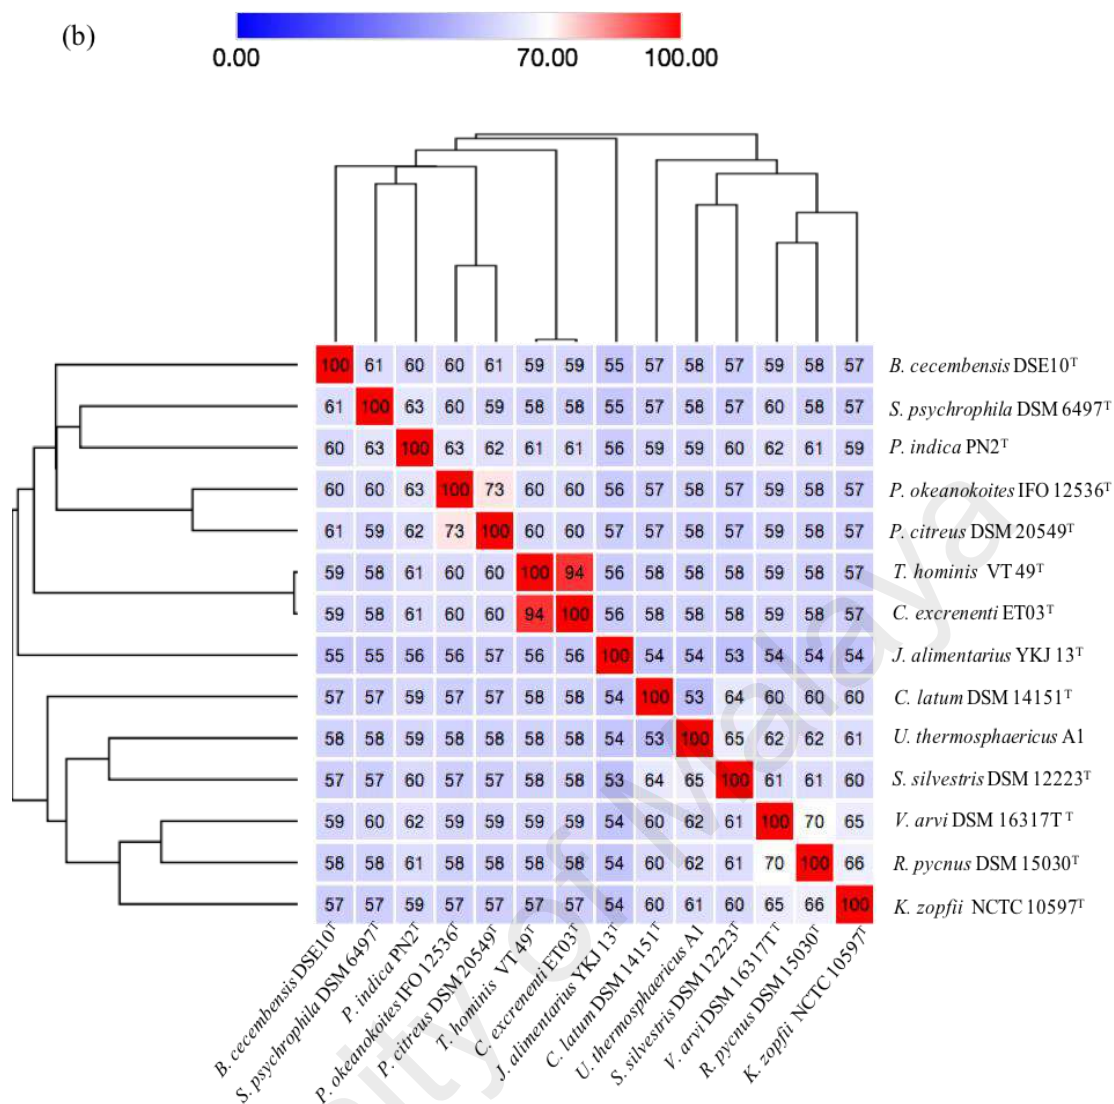 (b)
0.00 70.00 100.00
100 61 60 60 61 59 59 55 57 58 57 59 58 57 B. cecembensis DSE10ᵀ
61 100 63 60 59 58 58 55 57 58 57 60 58 57 S. psychrophila DSM 6497ᵀ
60 63 100 63 62 61 61 56 59 59 60 62 61 59 P. indica PN2ᵀ
60 60 63 100 73 60 60 56 57 58 57 59 58 57 P. okeanokoites IFO 12536ᵀ
61 59 62 73 100 60 60 57 57 58 57 59 58 57 P. citreus DSM 20549ᵀ
59 58 61 60 60 100 94 56 58 58 58 59 58 57 T. hominis VT 49ᵀ
59 58 61 60 60 94 100 56 58 58 58 59 58 57 C. excrenenti ET03ᵀ
55 55 56 56 57 56 56 100 54 54 53 54 54 54 J. alimentarius YKJ 13ᵀ
57 57 59 57 57 58 58 54 100 53 64 60 60 60 C. latum DSM 14151ᵀ
58 58 59 58 58 58 58 54 53 100 65 62 62 61 U. thermosphaericus A1
57 57 60 57 57 58 58 53 64 65 100 61 61 60 S. silvestris DSM 12223ᵀ
59 60 62 59 59 59 59 54 60 62 61 100 70 65 V. arvi DSM 16317T ᵀ
58 58 61 58 58 58 58 54 60 62 61 70 100 66 R. pycnus DSM 15030ᵀ
57 57 59 57 57 57 57 54 60 61 60 65 66 100 K. zopfii NCTC 10597ᵀ
B. cecembensis DSE10ᵀ
S. psychrophila DSM 6497ᵀ
P. indica PN2ᵀ
P. okeanokoites IFO 12536ᵀ
P. citreus DSM 20549ᵀ
T. hominis VT 49ᵀ
C. excrenenti ET03ᵀ
J. alimentarius YKJ 13ᵀ
C. latum DSM 14151ᵀ
U. thermosphaericus A1
S. silvestris DSM 12223ᵀ
V. arvi DSM 16317T ᵀ
R. pycnus DSM 15030ᵀ
K. zopfii NCTC 10597ᵀ
ity of Malaya